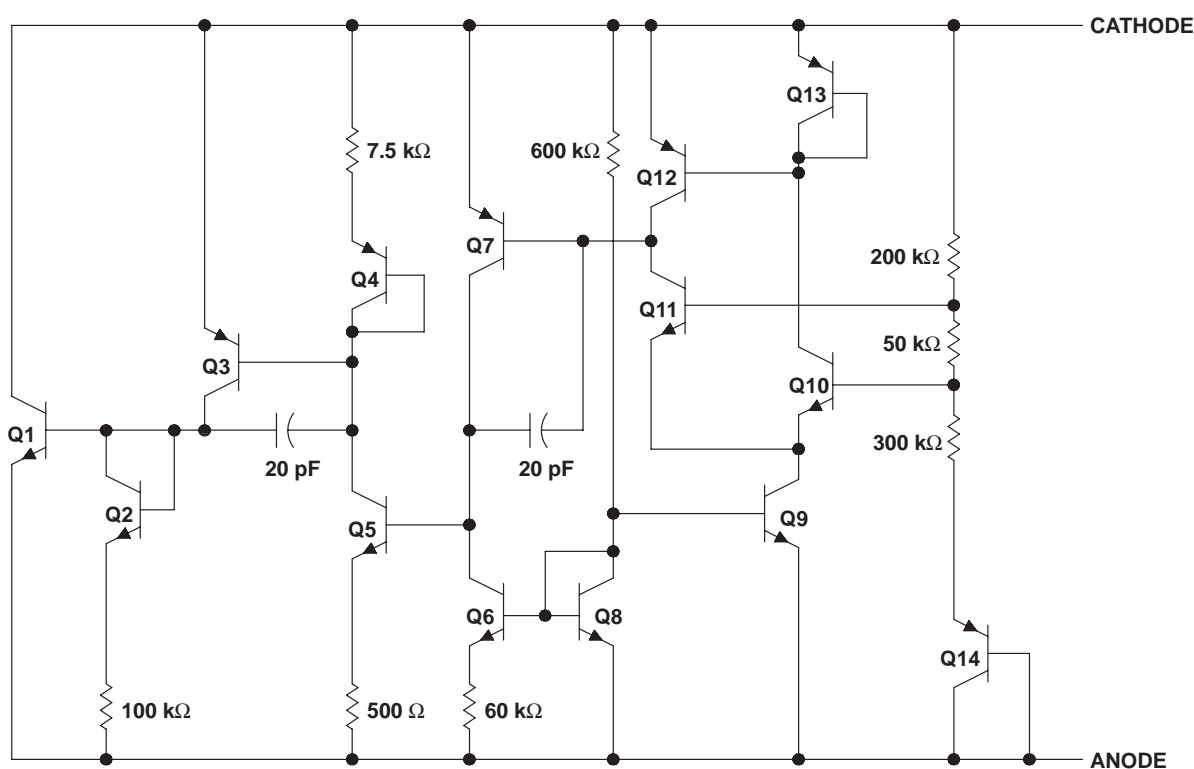 CATHODE
Q13
7.5 kΩ
600 kΩ
Q12
Q7
200 kΩ
Q4
Q11
50 kΩ
Q3
Q10
Q1
300 kΩ
20 pF
20 pF
Q2
Q5
Q9
Q6
Q8
Q14
100 kΩ
500 Ω
60 kΩ
ANODE